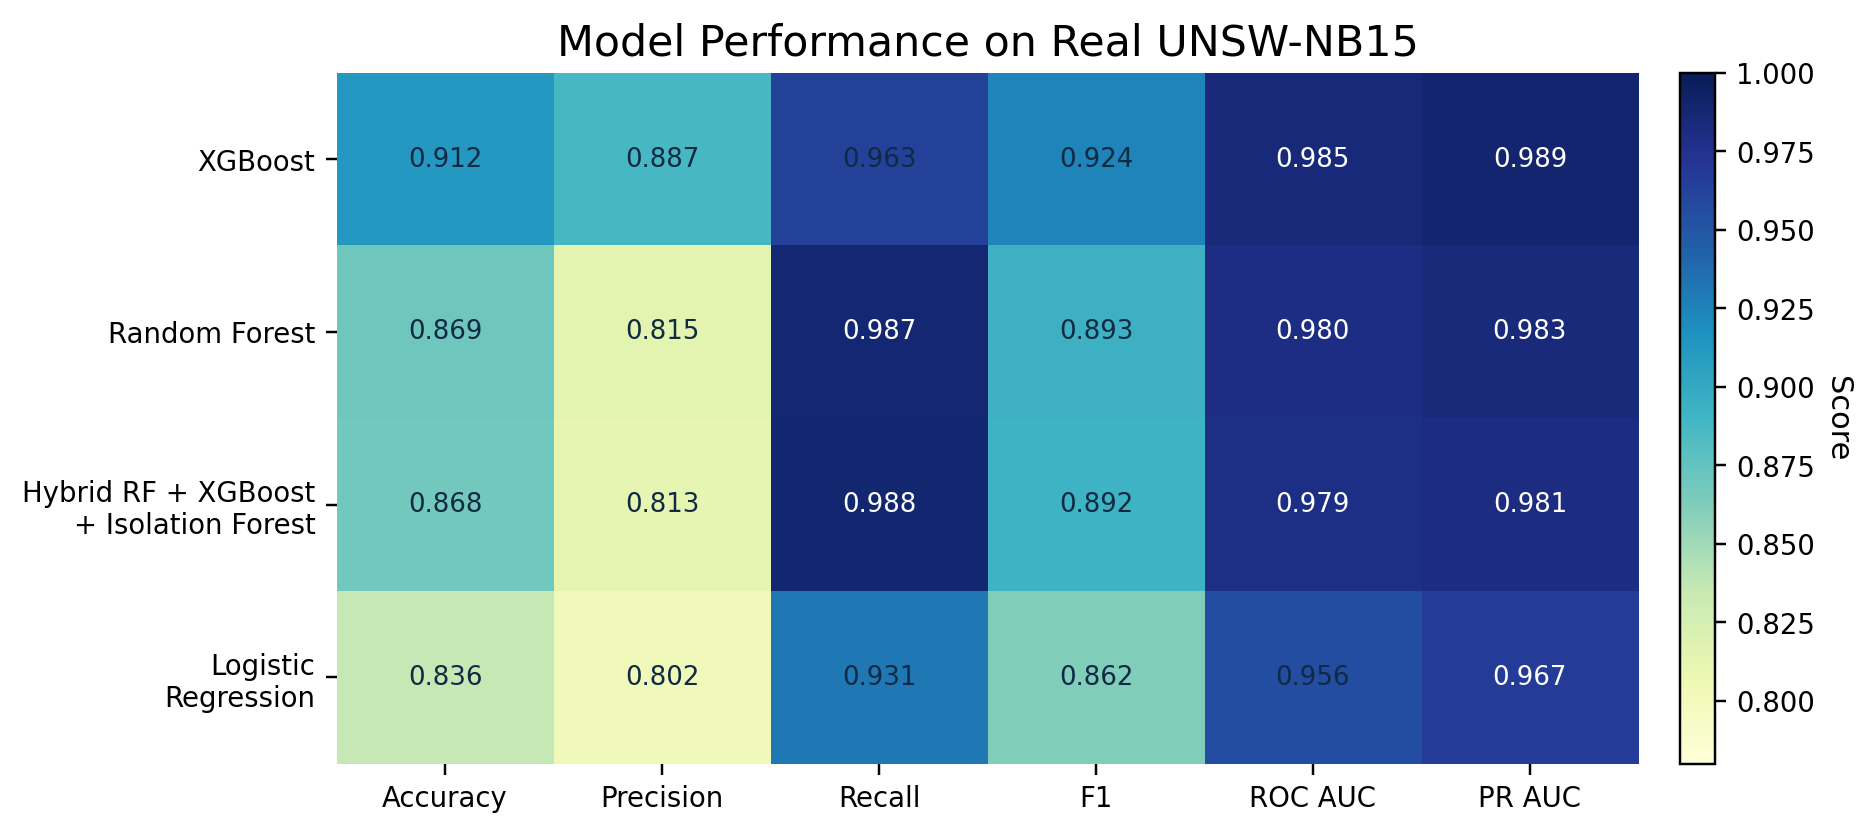 Model Performance on Real UNSW-NB15
XGBoost
0.912 0.887 0.963 0.924 0.985 0.989
Random Forest
0.869 0.815 0.987 0.893 0.980 0.983
Hybrid RF + XGBoost
+ Isolation Forest
0.868 0.813 0.988 0.892 0.979 0.981
Logistic
Regression
0.836 0.802 0.931 0.862 0.956 0.967
Accuracy Precision Recall F1 ROC AUC PR AUC
1.000
0.975
0.950
0.925
0.900
0.875
0.850
0.825
0.800
Score